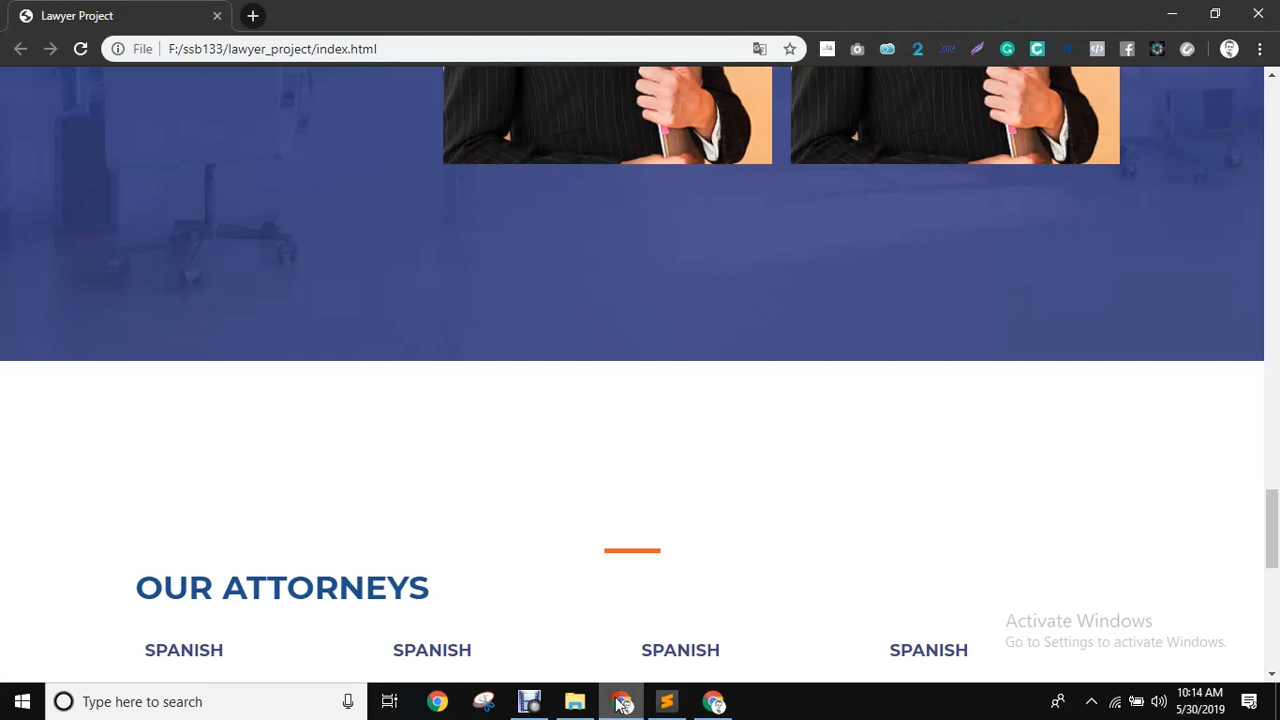 Lawyer Project
File
F:/ssb133/lawyer_project/index.html
OUR ATTORNEYS
SPANISH
SPANISH
SPANISH
SPANISH
Activate Windows
Go to Settings to activate Windows.
Type here to search
10:14 AM
5/30/2019